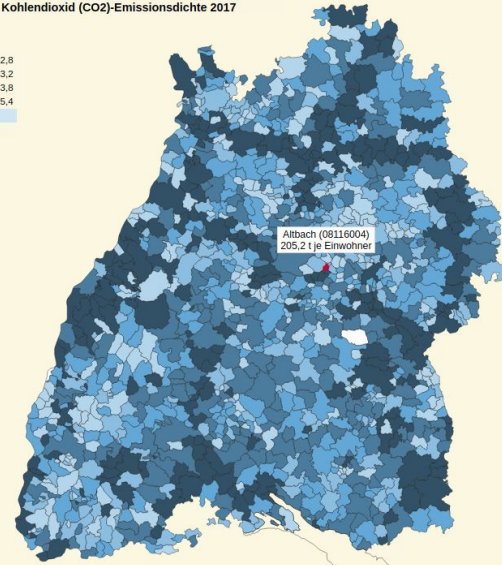 Kohlendioxid (CO2)-Emissionsdichte 2017
2,8
3,2
3,8
5,4
Altbach (08116004)
205,2 t je Einwohner